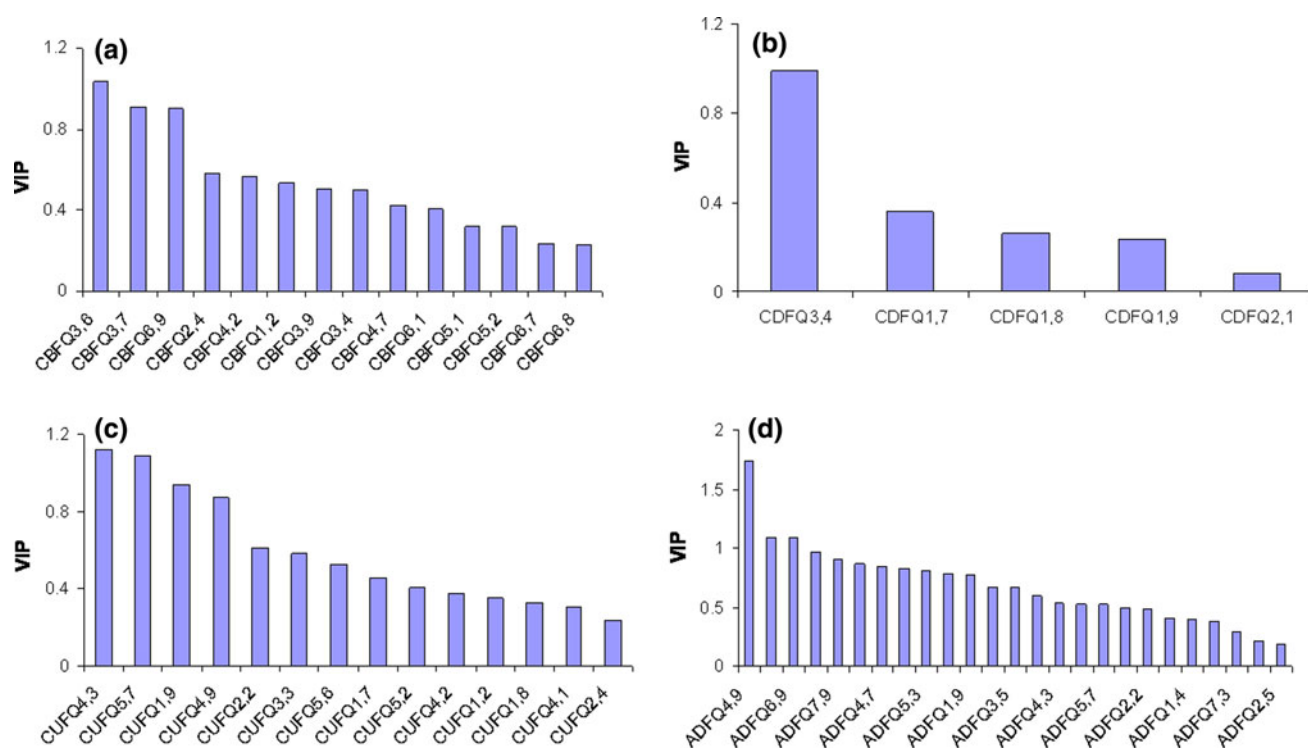 (a)
1.2
0.8
0.4
0
VIP
CBFQ3,6
CBFQ3,7
CBFQ8,9
CBFQ2,4
CBFQ4,2
CBFQ1,2
CBFQ3,9
CBFQ3,4
CBFQ4,7
CBFQ8,1
CBFQ5,1
CBFQ5,2
CBFQ8,7
CBFQ8,8
(b)
1.2
0.8
0.4
0
VIP
CDFQ3,4
CDFQ1,7
CDFQ1,8
CDFQ1,9
CDFQ2,1
(c)
1.2
0.8
0.4
0
VIP
CUFQ4,3
CUFQ5,7
CUFQ1,9
CUFQ4,9
CUFQ2,2
CUFQ3,3
CUFQ5,6
CUFQ1,7
CUFQ5,2
CUFQ4,2
CUFQ1,2
CUFQ1,8
CUFQ4,1
CUFQ2,4
(d)
2
1.5
1
0.5
0
VIP
ADFQ4,9
ADFQ8,9
ADFQ7,9
ADFQ4,7
ADFQ5,3
ADFQ1,9
ADFQ3,5
ADFQ4,3
ADFQ5,7
ADFQ2,2
ADFQ1,4
ADFQ7,3
ADFQ2,5